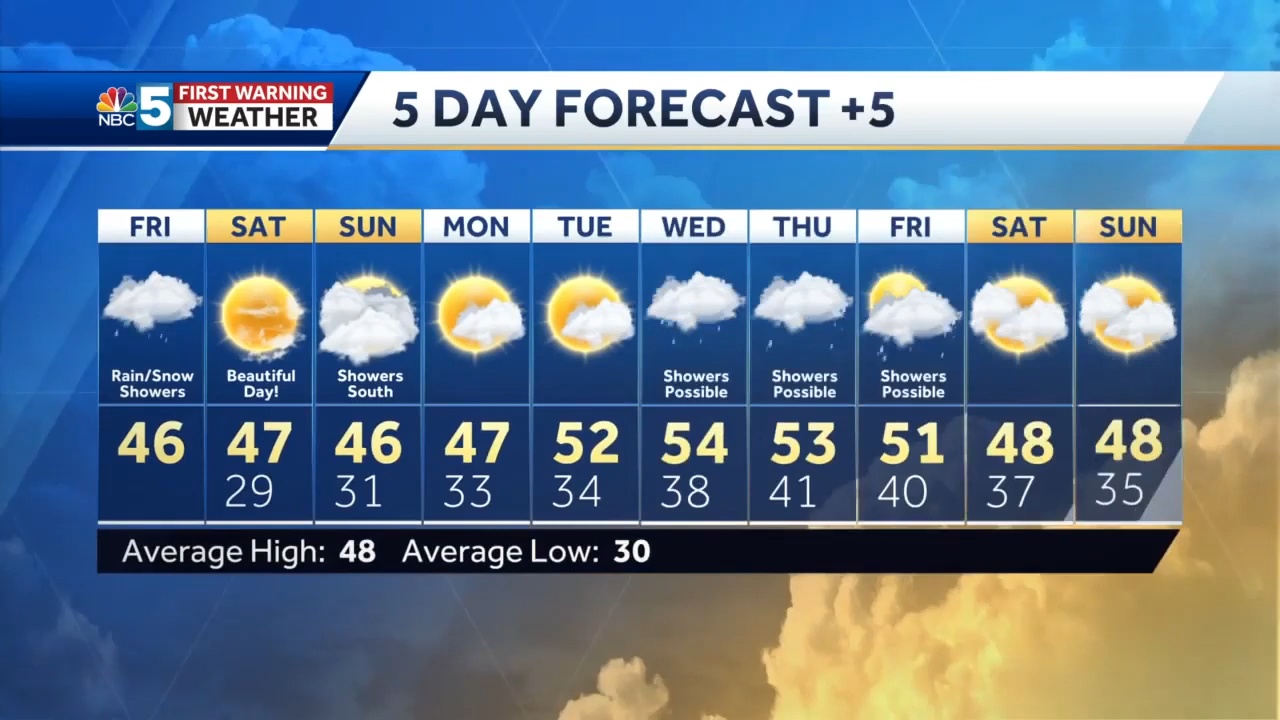 NBC 5 FIRST WARNING WEATHER
5 DAY FORECAST +5
FRI SAT SUN MON TUE WED THU FRI SAT SUN
Rain/Snow Beautiful Showers Showers Showers Showers
Showers Day! South Possible Possible Possible
46 47 46 47 52 54 53 51 48 48
29 31 33 34 38 41 40 37 35
Average High: 48 Average Low: 30